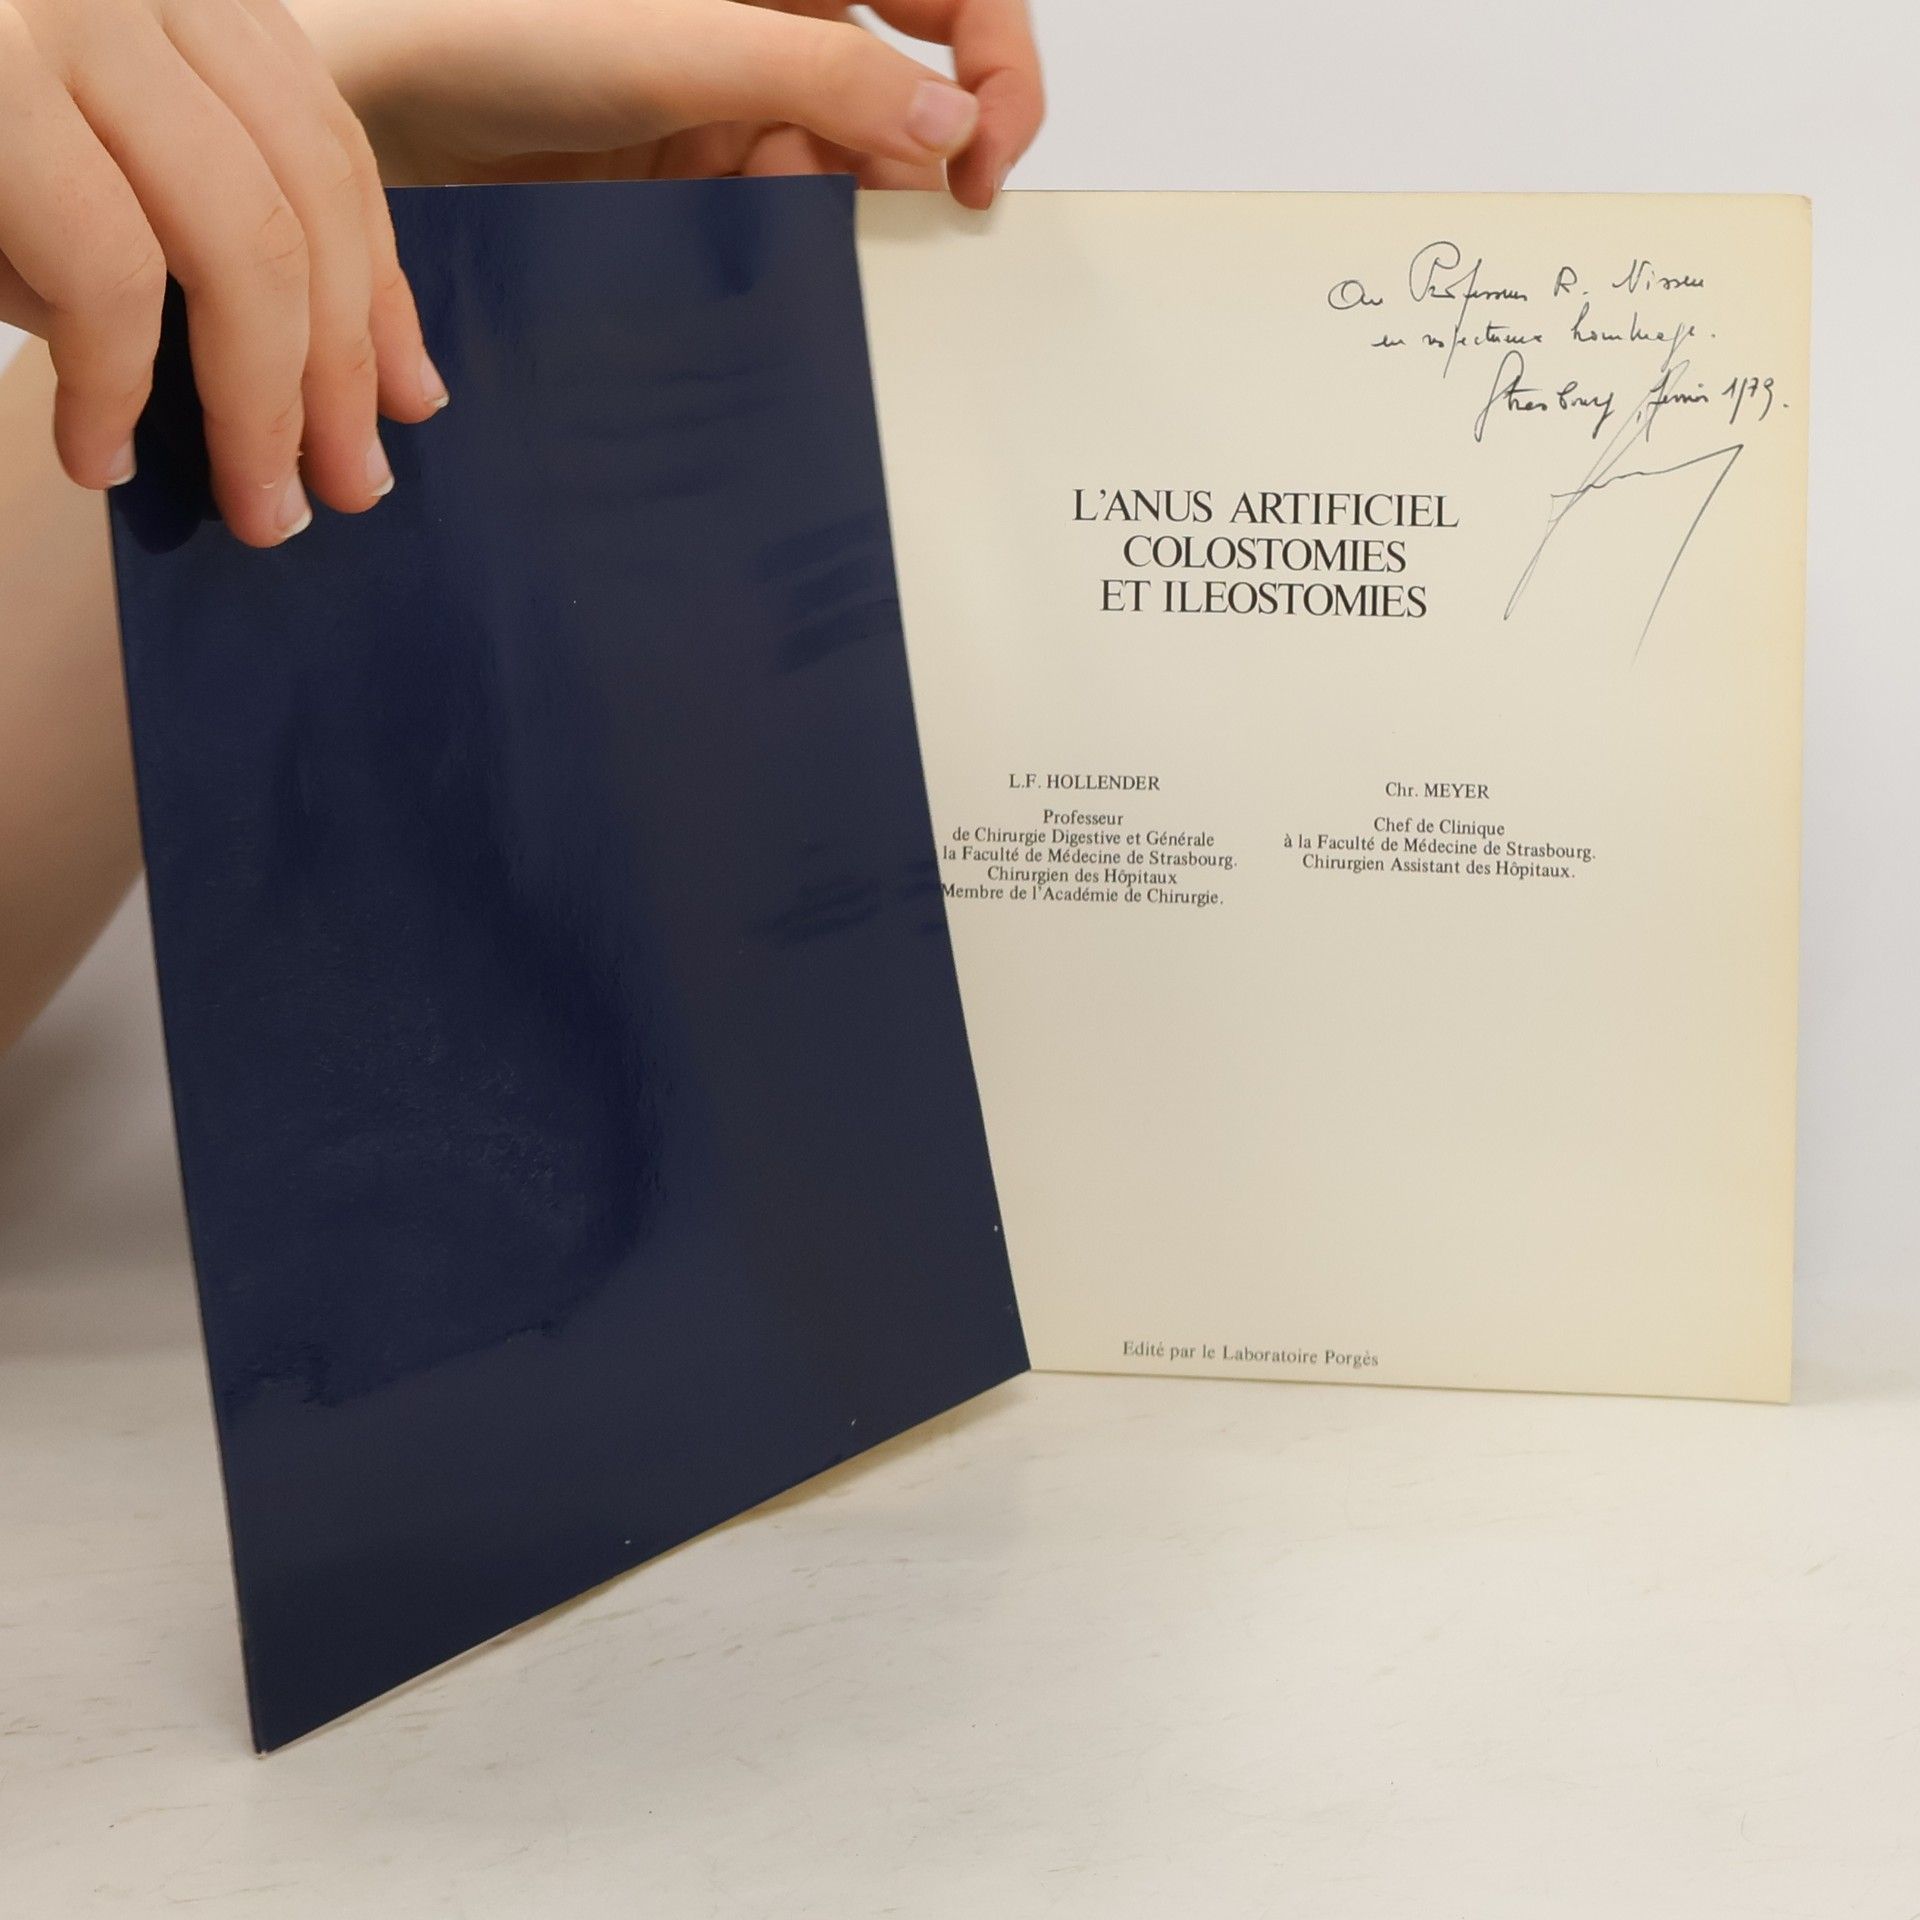 Au Professeur R. Nissen
en respectueux hommage.
Strasbourg, février 1979.
L'ANUS ARTIFICIEL
COLOSTOMIES
ET ILEOSTOMIES
L.F. HOLLENDER
Professeur
de Chirurgie Digestive et Générale
la Faculté de Médecine de Strasbourg.
Chirurgien des Hôpitaux
Membre de l'Académie de Chirurgie.
Chr. MEYER
Chef de Clinique
à la Faculté de Médecine de Strasbourg.
Chirurgien Assistant des Hôpitaux.
Edité par le Laboratoire Porgès